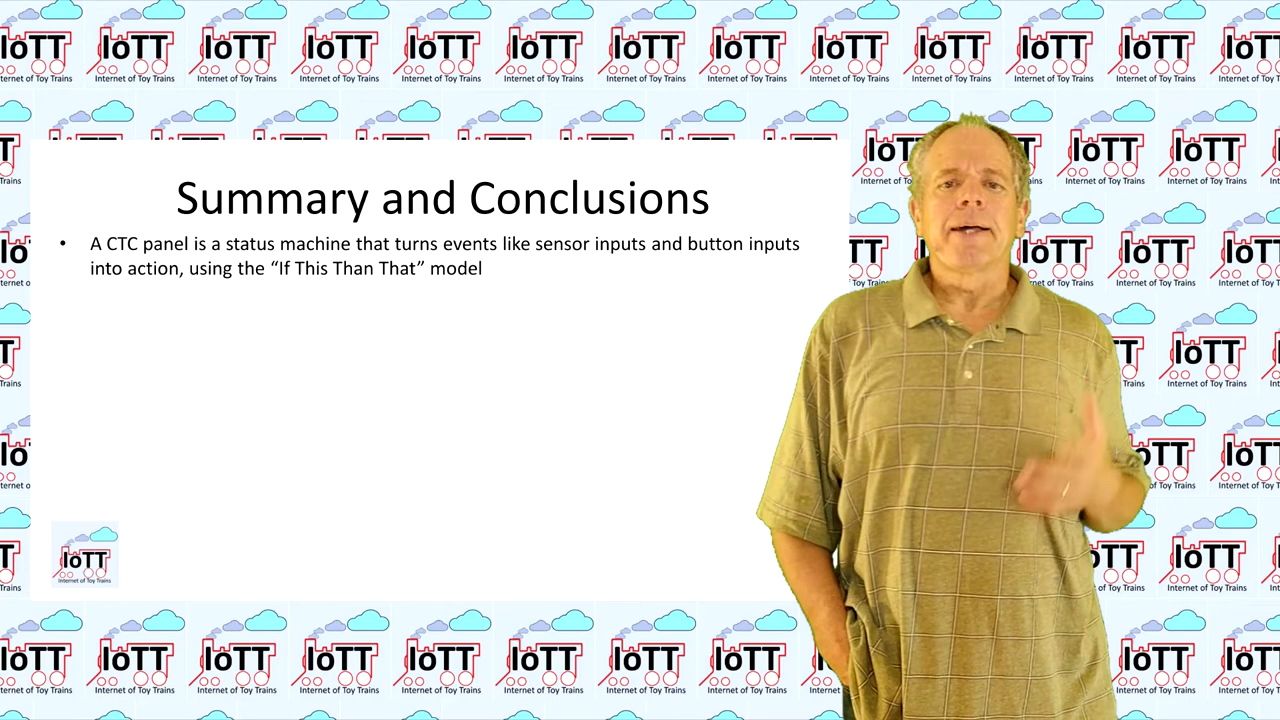 Summary and Conclusions
• A CTC panel is a status machine that turns events like sensor inputs and button inputs
into action, using the “If This Than That” model
IoTT
Internet of Toy Trains